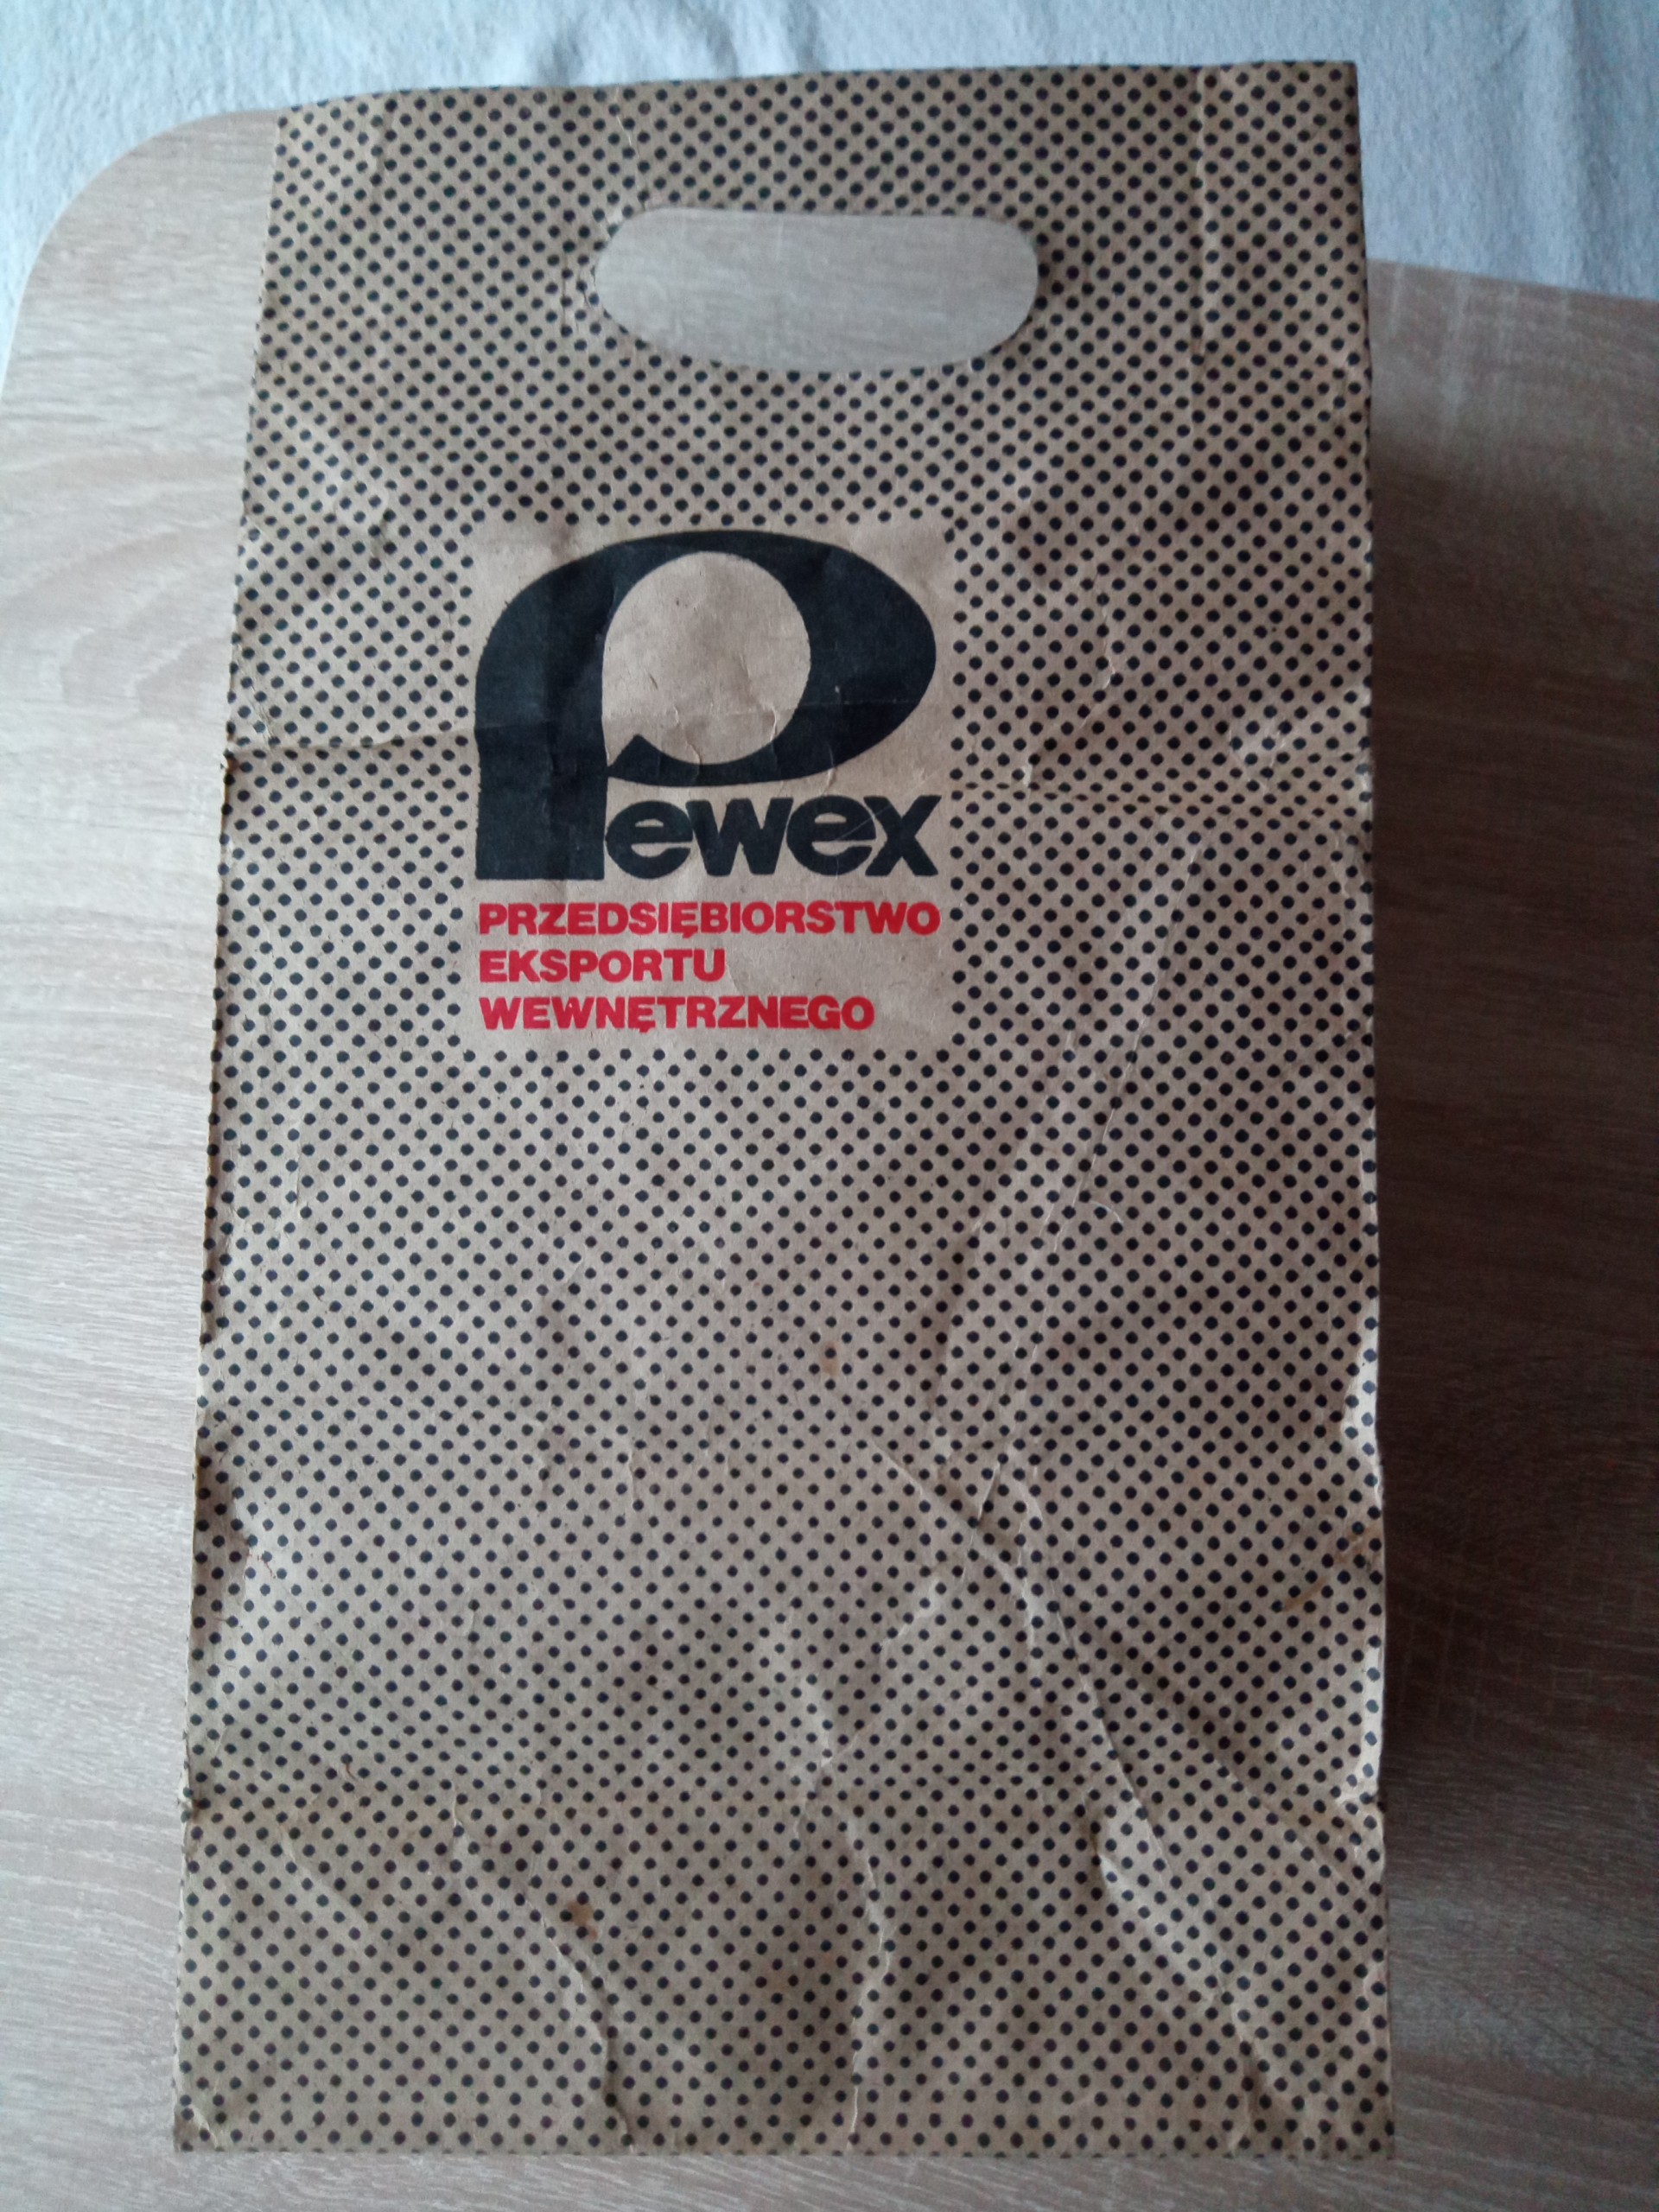 Pewex
PRZEDSIĘBIORSTWO
EKSPORTU
WEWNĘTRZNEGO